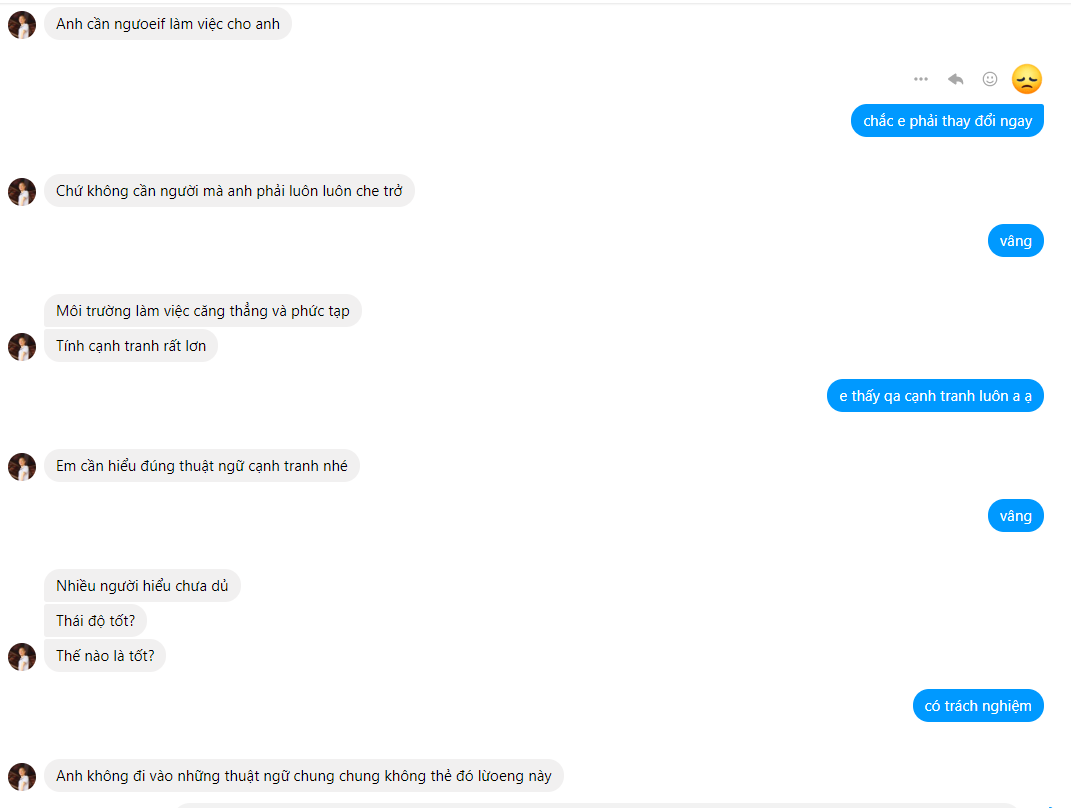 Anh cần ngưoeif làm việc cho anh
chắc e phải thay đổi ngay
Chứ không cần người mà anh phải luôn luôn che trở
vâng
Môi trường làm việc căng thẳng và phức tạp
Tính cạnh tranh rất lơn
e thấy qa cạnh tranh luôn a ạ
Em cần hiểu đúng thuật ngữ cạnh tranh nhé
vâng
Nhiều người hiểu chưa dủ
Thái độ tốt?
Thế nào là tốt?
có trách nghiệm
Anh không đi vào những thuật ngữ chung chung không thẻ đó lừoeng này